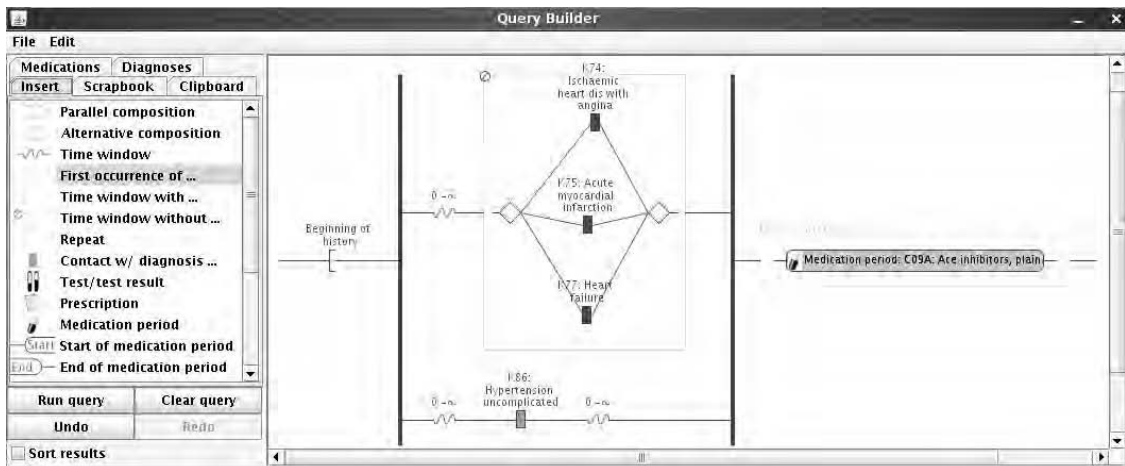 Query Builder
File Edit
Medications Diagnoses
Insert Scrapbook Clipboard
Parallel composition
Alternative composition
Time window
First occurrence of ...
Time window with ...
Time window without ...
Repeat
Contact w/ diagnosis ...
Test/test result
Prescription
Medication period
Start Start of medication period
End End of medication period
Run query Clear query
Undo Redo
Sort results
Beginning of
history
0 -∞
K74:
Ischaemic
heart dis with
angina
K75: Acute
myocardial
infarction
K77: Heart
failure
K86:
Hypertension
uncomplicated
0 -∞
0 -∞
Medication period: C09A: Ace inhibitors, plain